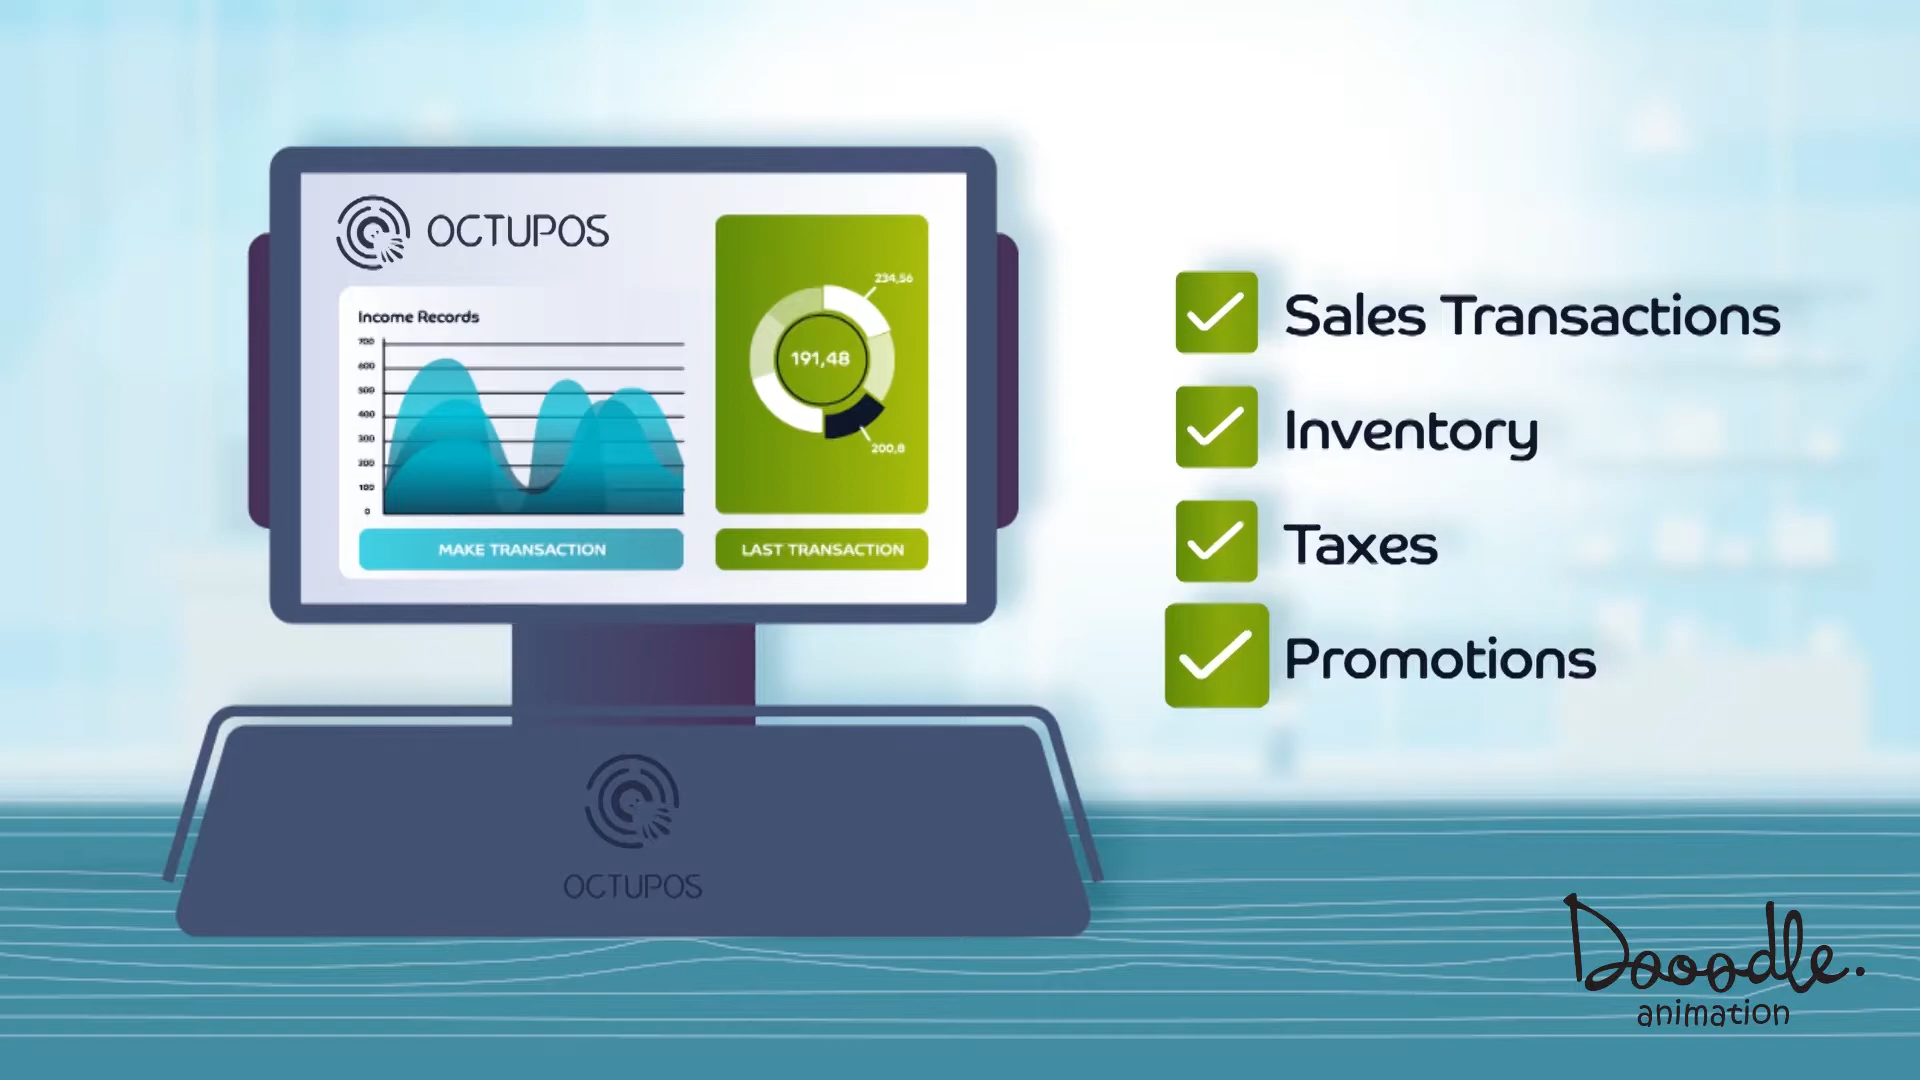 OCTUPOS
Income Records
700
600
500
400
300
200
100
0
MAKE TRANSACTION
234,56
191,48
200,8
LAST TRANSACTION
Sales Transactions
Inventory
Taxes
Promotions
OCTUPOS
Dooodle.
animation